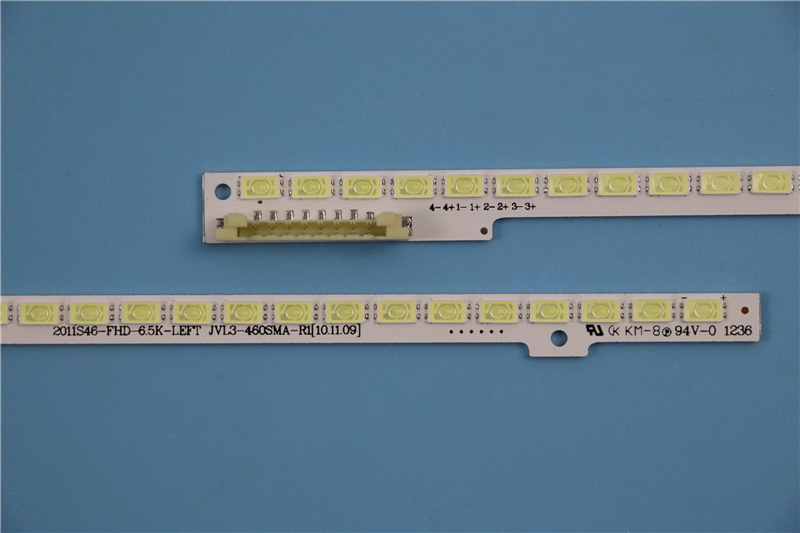 4-4+1- 1+ 2-2+ 3-3+
- +
2011S46-FHD-6.5K-LEFT JVL3-460SMA-R1[10.11.09] KM-8 94V-0 1236